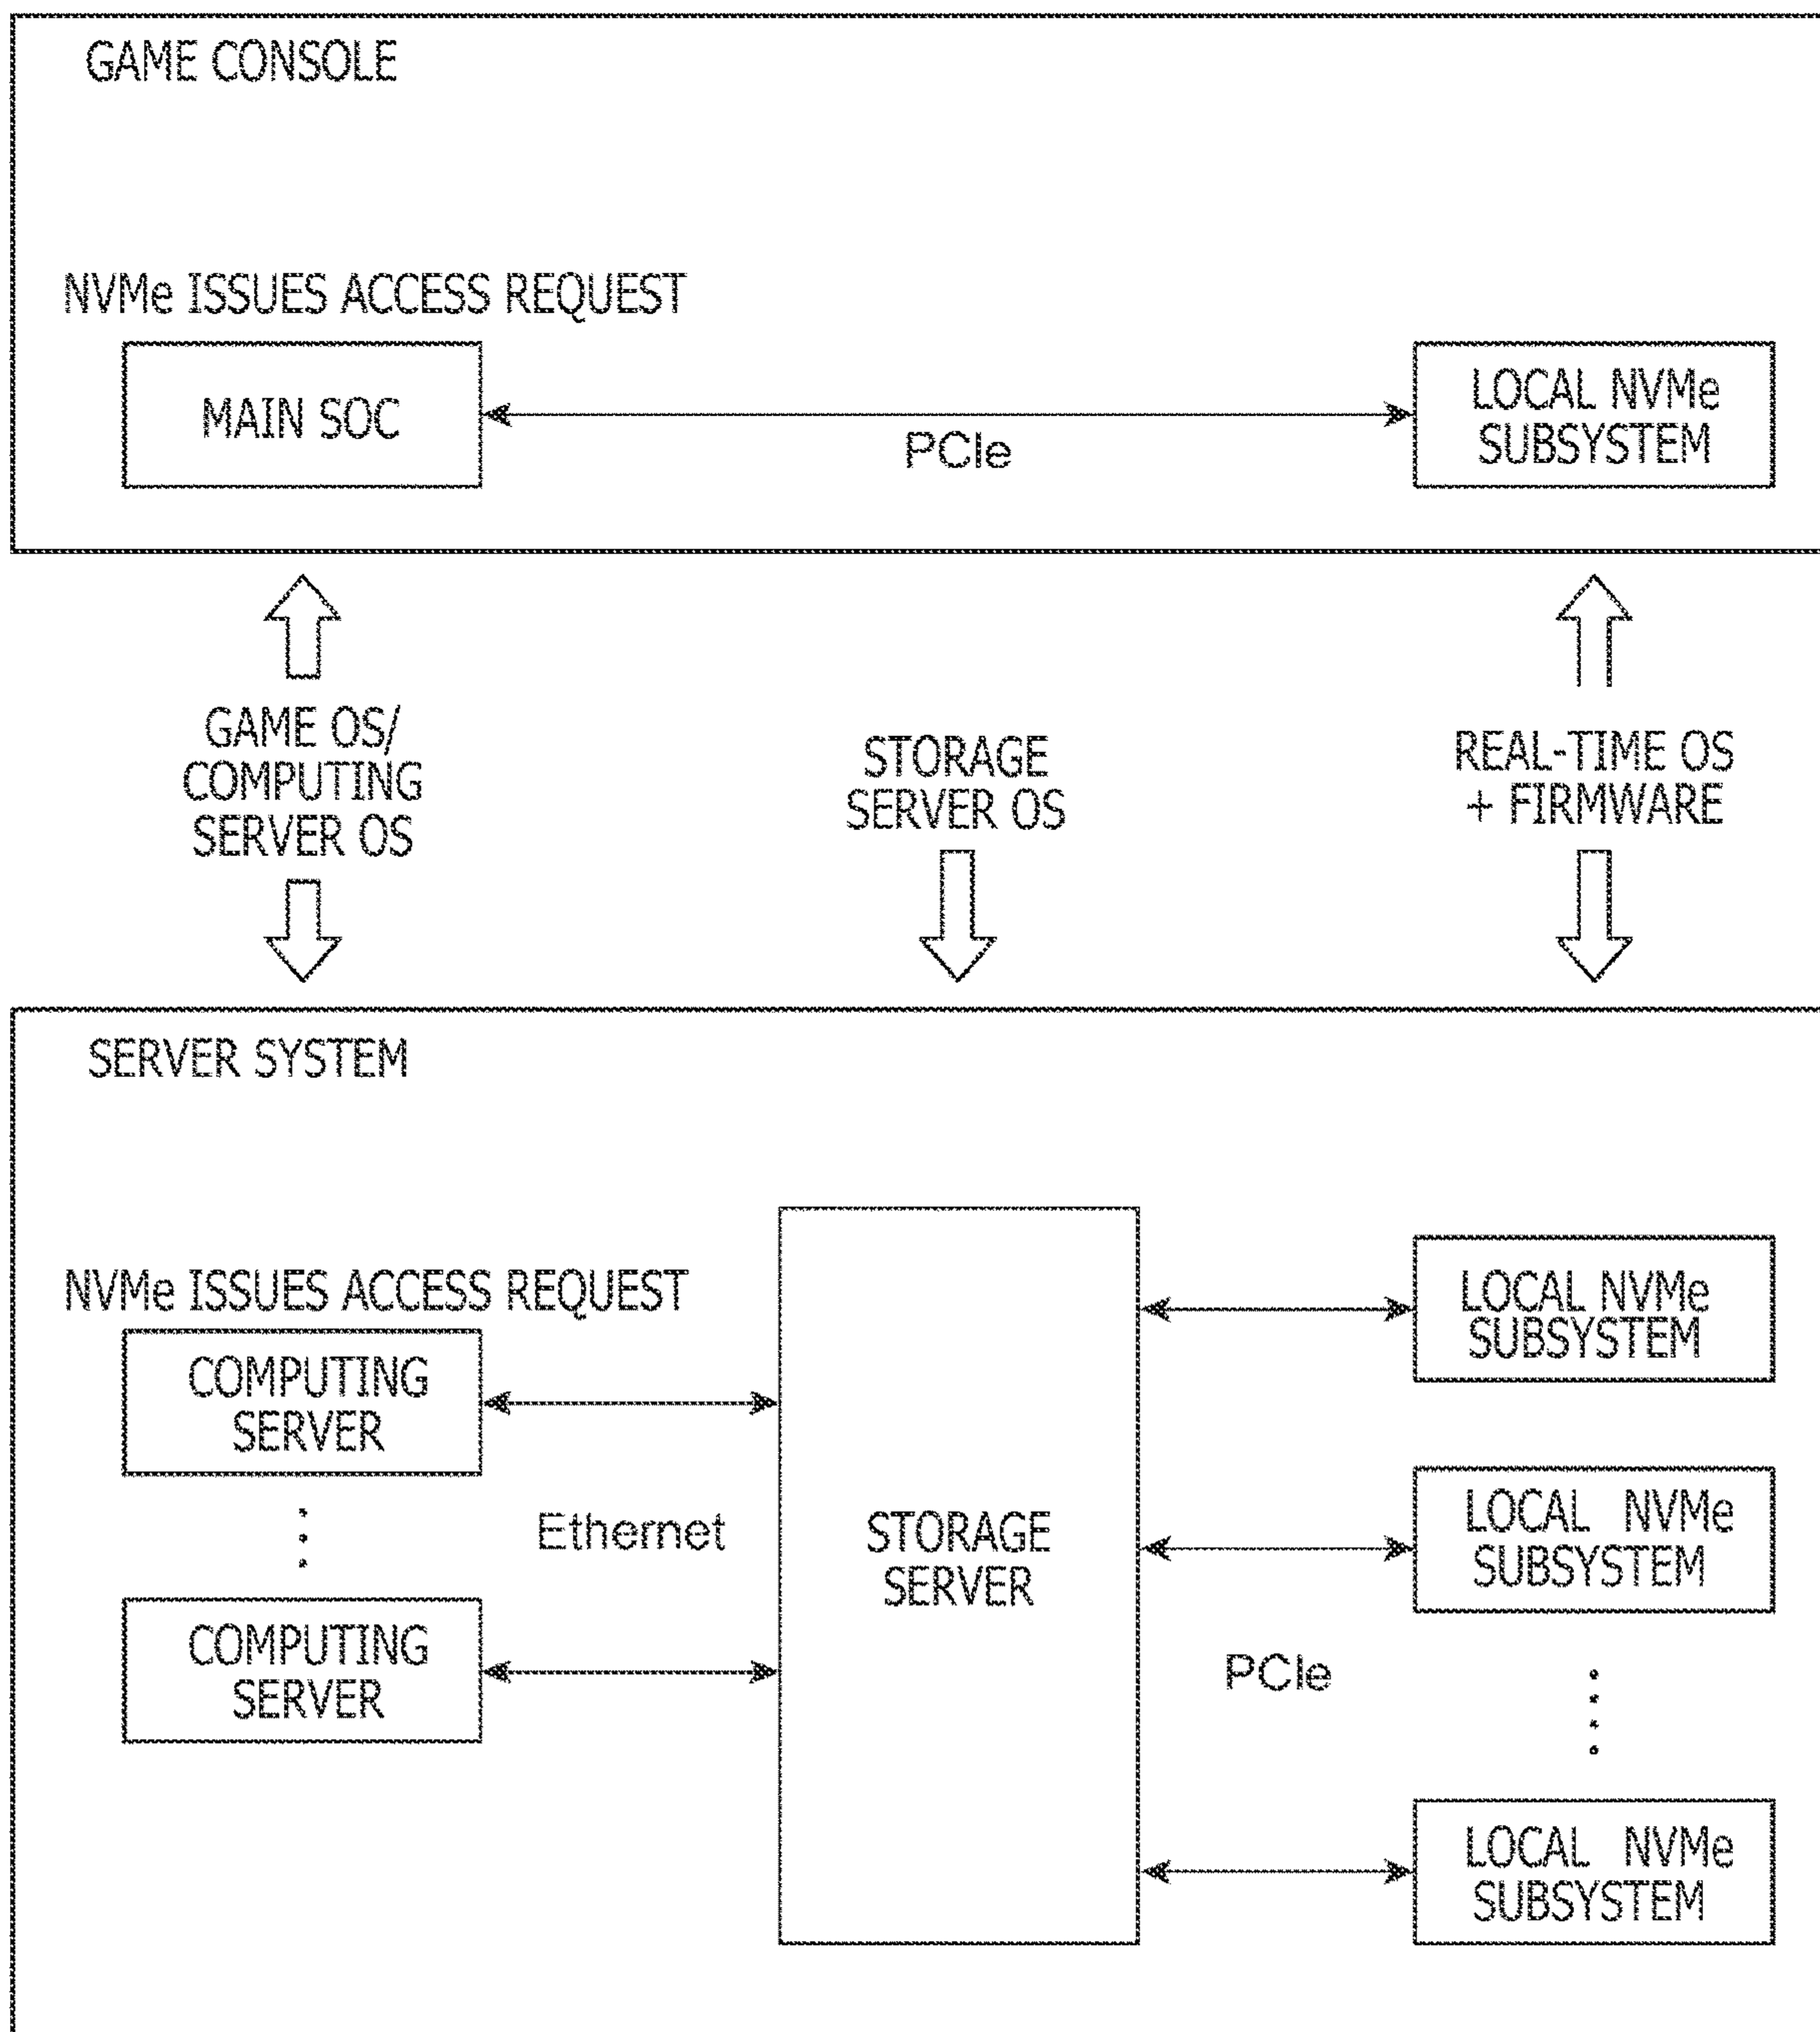 GAME CONSOLE
NVMe ISSUES ACCESS REQUEST
MAIN SOC
PCIe
LOCAL NVMe
SUBSYSTEM
GAME OS/
COMPUTING
SERVER OS
STORAGE
SERVER OS
REAL-TIME OS
+ FIRMWARE
SERVER SYSTEM
NVMe ISSUES ACCESS REQUEST
COMPUTING
SERVER
Ethernet
COMPUTING
SERVER
STORAGE
SERVER
LOCAL NVMe
SUBSYSTEM
LOCAL NVMe
SUBSYSTEM
PCIe
LOCAL NVMe
SUBSYSTEM